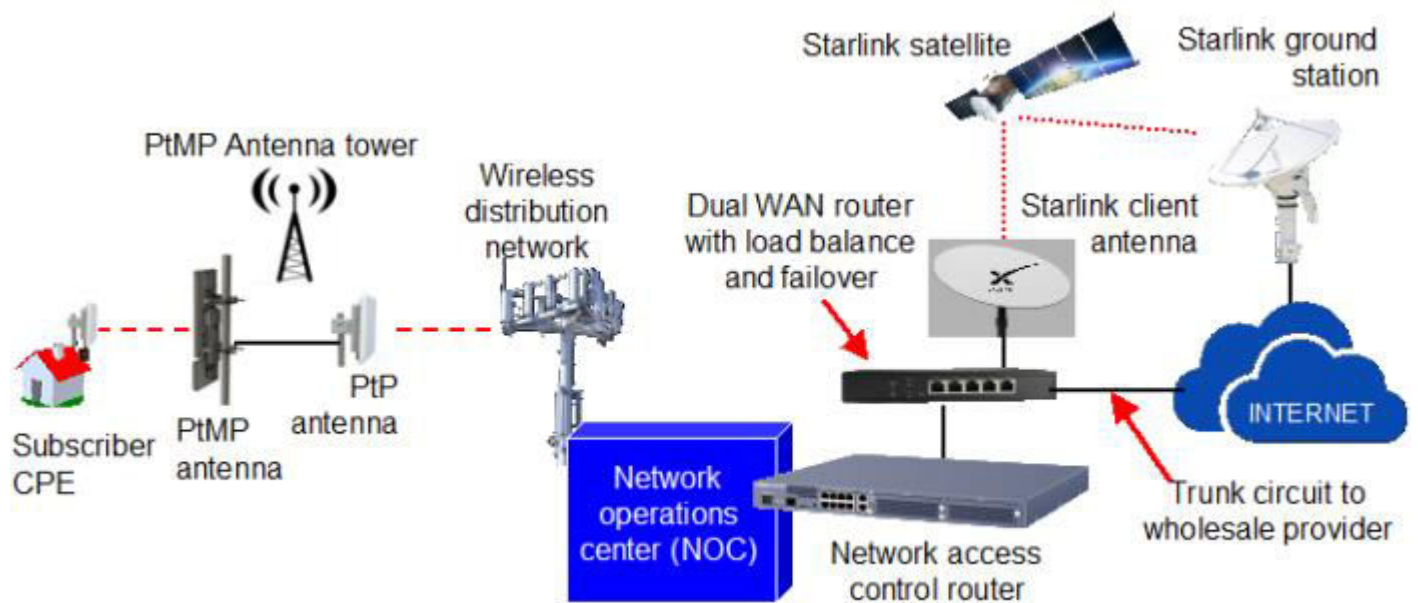 Starlink satellite
Starlink ground
station
PtMP Antenna tower
Wireless
distribution
network
Dual WAN router
with load balance
and failover
Starlink client
antenna
PtP
antenna
PtMP
antenna
Subscriber
CPE
INTERNET
Network
operations
center (NOC)
Trunk circuit to
wholesale provider
Network access
control router